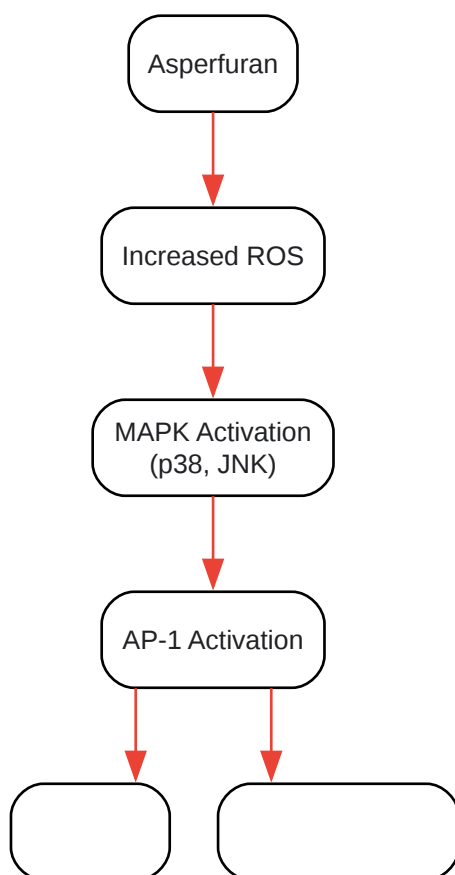 Asperfuran
Increased ROS
MAPK Activation
(p38, JNK)
AP-1 Activation